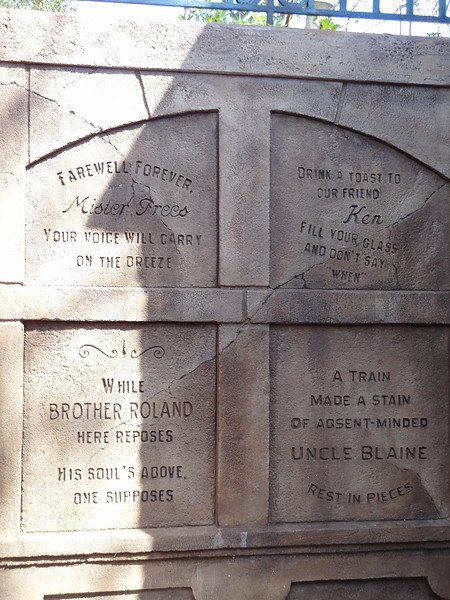 FAREWELL FOREVER,
Mister Frees
YOUR VOICE WILL CARRY
ON THE BREEZE
DRINK A TOAST TO
OUR FRIEND
Ken
FILL YOUR GLASS
AND DON'T SAY
"WHEN"
WHILE
BROTHER ROLAND
HERE REPOSES
HIS SOUL'S ABOVE,
ONE SUPPOSES
A TRAIN
MADE A STAIN
OF ABSENT-MINDED
UNCLE BLAINE
REST IN PIECES